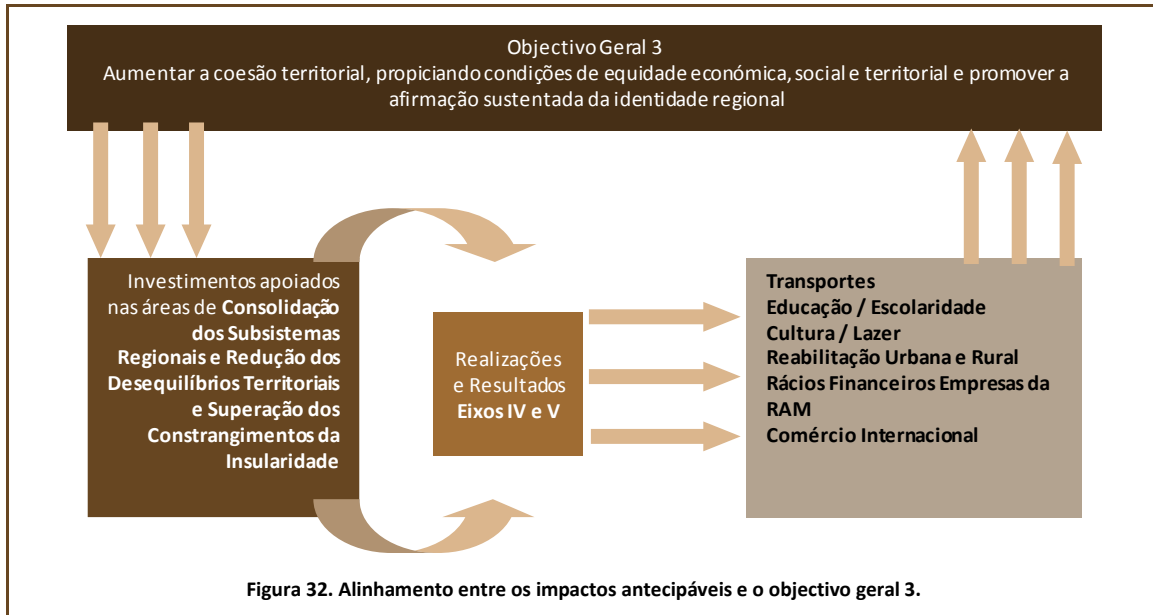 Objectivo Geral 3
Aumentar a coesão territorial, propiciando condições de equidade económica, social e territorial e promover a
afirmação sustentada da identidade regional
Investimentos apoiados
nas áreas de Consolidação
dos Subsistemas
Regionais e Redução dos
Desequilíbrios Territoriais
e Superação dos
Constrangimentos da
Insularidade
Realizações
e Resultados
Eixos IV e V
Transportes
Educação / Escolaridade
Cultura / Lazer
Reabilitação Urbana e Rural
Rácios Financeiros Empresas da
RAM
Comércio Internacional
Figura 32. Alinhamento entre os impactos antecipáveis e o objectivo geral 3.